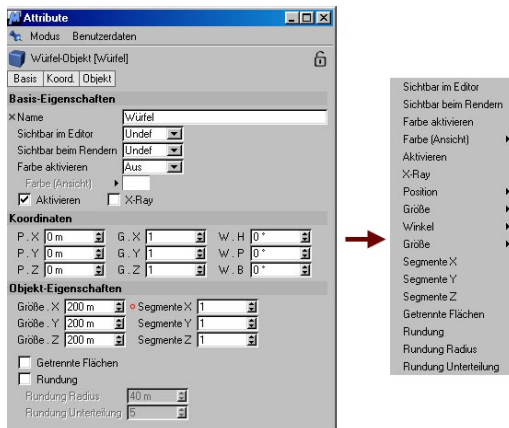 Attribute
Modus Benutzerdaten
Würfel-Objekt [Würfel]
Basis Koord. Objekt
Basis-Eigenschaften
Name Würfel
Sichtbar im Editor Undef
Sichtbar beim Rendern Undef
Farbe aktivieren Aus
Farbe (Ansicht)
Aktivieren X-Ray
Koordinaten
P . X 0 m G . X 1 W . H 0 °
P . Y 0 m G . Y 1 W . P 0 °
P . Z 0 m G . Z 1 W . B 0 °
Objekt-Eigenschaften
Größe . X 200 m Segmente X 1
Größe . Y 200 m Segmente Y 1
Größe . Z 200 m Segmente Z 1
Getrennte Flächen
Rundung
Rundung Radius 40 m
Rundung Unterteilung 5
Sichtbar im Editor
Sichtbar beim Rendern
Farbe aktivieren
Farbe (Ansicht)
Aktivieren
X-Ray
Position
Größe
Winkel
Größe
Segmente X
Segmente Y
Segmente Z
Getrennte Flächen
Rundung
Rundung Radius
Rundung Unterteilung